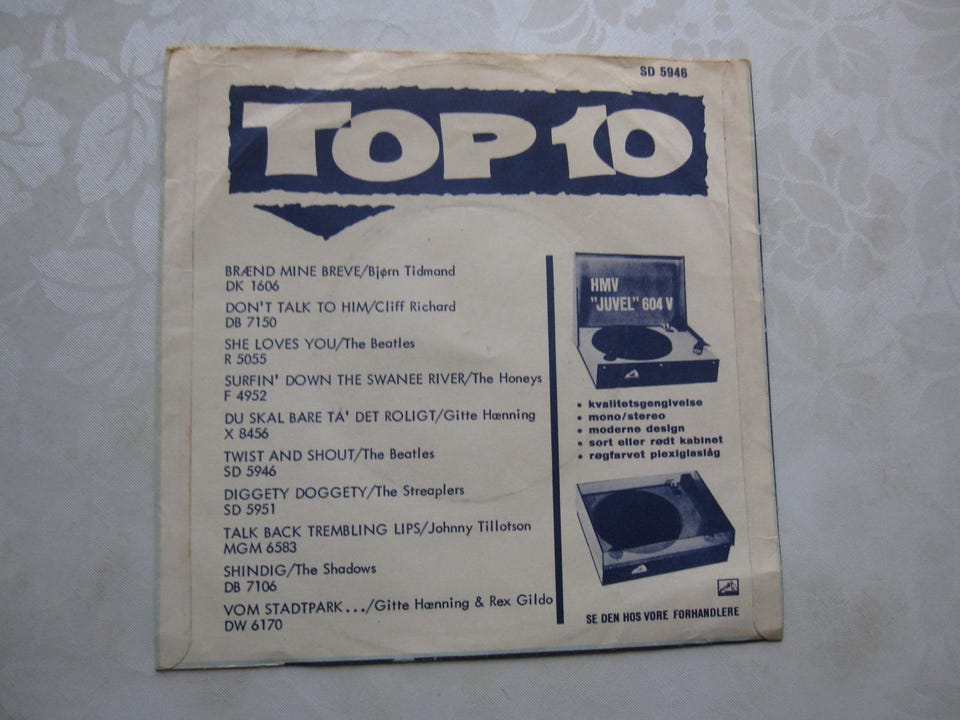 SD 5946
TOP 10
BRÆND MINE BREVE/Bjørn Tidmand
DK 1606
DON'T TALK TO HIM/Cliff Richard
DB 7150
SHE LOVES YOU/The Beatles
R 5055
SURFIN' DOWN THE SWANEE RIVER/The Honeys
F 4952
DU SKAL BARE TA' DET ROLIGT/Gitte Hænning
X 8456
TWIST AND SHOUT/The Beatles
SD 5946
DIGGETY DOGGETY/The Streaplers
SD 5951
TALK BACK TREMBLING LIPS/Johnny Tillotson
MGM 6583
SHINDIG/The Shadows
DB 7106
VOM STADTPARK .../Gitte Hænning & Rex Gildo
DW 6170
HMV
"JUVEL" 604 V
• kvalitetsgengivelse
• mono/stereo
• moderne design
• sort eller rødt kabinet
• røgfarvet plexiglaslåg
SE DEN HOS VORE FORHANDLERE